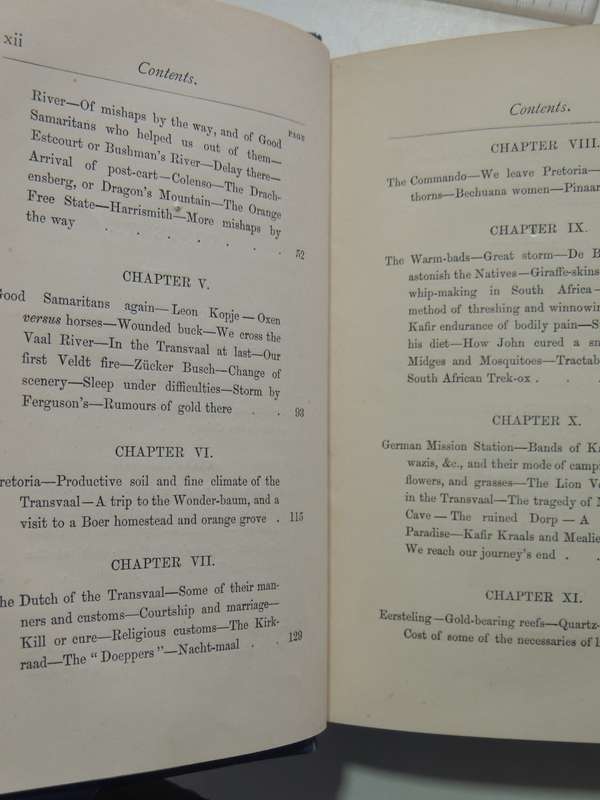 xii
Contents.
PAGE
River—Of mishaps by the way, and of Good
Samaritans who helped us out of them—
Estcourt or Bushman's River—Delay there—
Arrival of post-cart—Colenso—The Drach-
ensberg, or Dragon's Mountain—The Orange
Free State—Harrismith—More mishaps by
the way . . . . . . . 52
CHAPTER V.
Good Samaritans again—Leon Kopje—Oxen
versus horses—Wounded buck—We cross the
Vaal River—In the Transvaal at last—Our
first Veldt fire—Zücker Busch—Change of
scenery—Sleep under difficulties—Storm by
Ferguson's—Rumours of gold there . . 93
CHAPTER VI.
retoria—Productive soil and fine climate of the
Transvaal—A trip to the Wonder-baum, and a
visit to a Boer homestead and orange grove . 115
CHAPTER VII.
The Dutch of the Transvaal—Some of their man-
ners and customs—Courtship and marriage—
Kill or cure—Religious customs—The Kirk-
raad—The "Doeppers"—Nacht-maal . . 129
Contents.
CHAPTER VIII.
The Commando—We leave Pretoria—
thorns—Bechuana women—Pinaar
CHAPTER IX.
The Warm-bads—Great storm—De B
astonish the Natives—Giraffe-skins
whip-making in South Africa—
method of threshing and winnowin
Kafir endurance of bodily pain—S
his diet—How John cured a sn
Midges and Mosquitoes—Tractab
South African Trek-ox . .
CHAPTER X.
German Mission Station—Bands of Ka
wazis, &c., and their mode of camp
flowers, and grasses—The Lion Ve
in the Transvaal—The tragedy of M
Cave—The ruined Dorp—A
Paradise—Kafir Kraals and Mealie
We reach our journey's end . .
CHAPTER XI.
Eersteling—Gold-bearing reefs—Quartz-
Cost of some of the necessaries of l